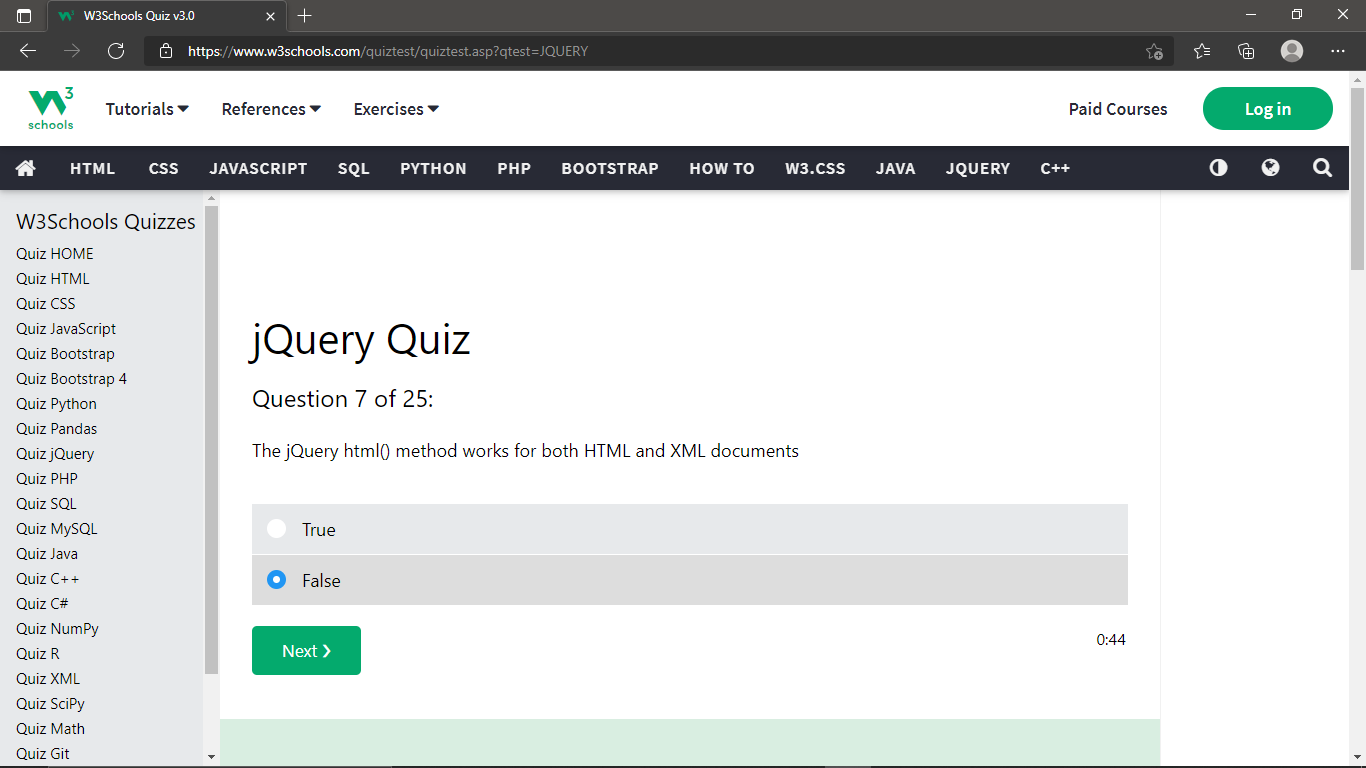 W3Schools Quiz v3.0
https://www.w3schools.com/quiztest/quiztest.asp?qtest=JQUERY
W3 schools
Tutorials
References
Exercises
Paid Courses
Log in
HTML CSS JAVASCRIPT SQL PYTHON PHP BOOTSTRAP HOW TO W3.CSS JAVA JQUERY C++
W3Schools Quizzes
Quiz HOME
Quiz HTML
Quiz CSS
Quiz JavaScript
Quiz Bootstrap
Quiz Bootstrap 4
Quiz Python
Quiz Pandas
Quiz jQuery
Quiz PHP
Quiz SQL
Quiz MySQL
Quiz Java
Quiz C++
Quiz C#
Quiz NumPy
Quiz R
Quiz XML
Quiz SciPy
Quiz Math
Quiz Git
jQuery Quiz
Question 7 of 25:
The jQuery html() method works for both HTML and XML documents
True
False
Next ❯
0:44